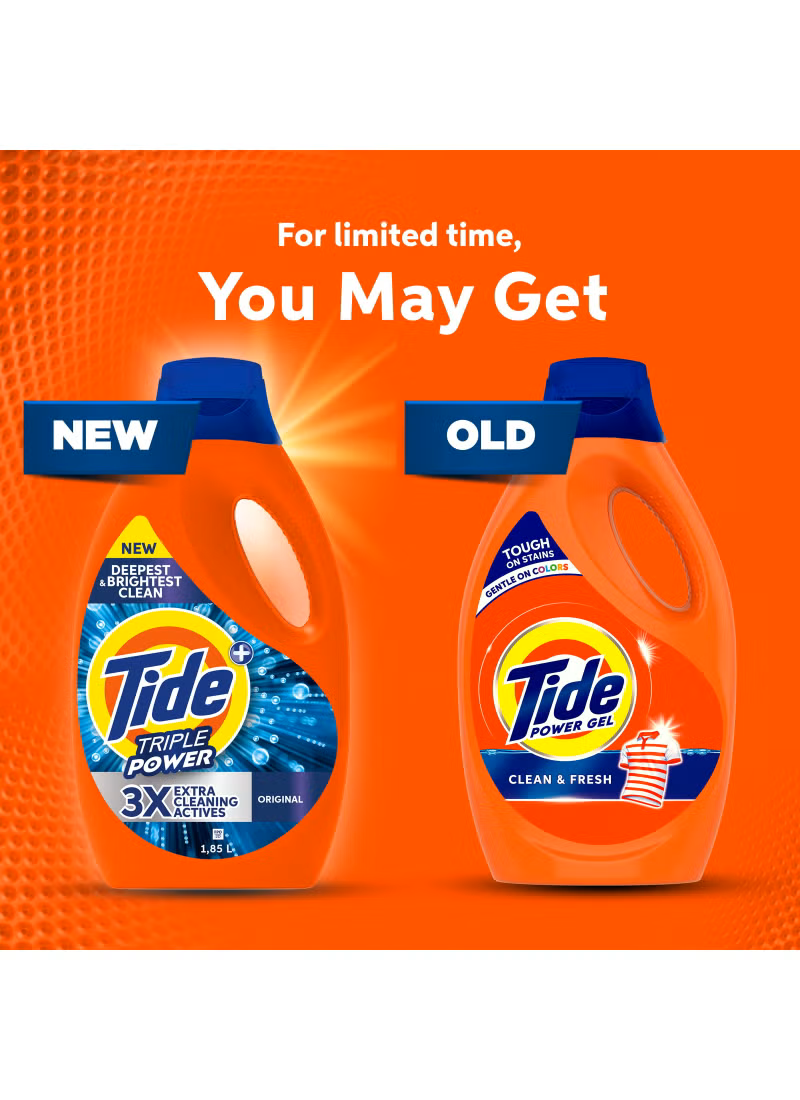 For limited time,
You May Get
NEW
OLD
NEW
DEEPEST
& BRIGHTEST
CLEAN
Tide
+
TRIPLE
POWER
3X EXTRA
CLEANING
ACTIVES
ORIGINAL
1,85 L
TOUGH
ON STAINS
GENTLE ON COLORS
Tide
POWER GEL
CLEAN & FRESH